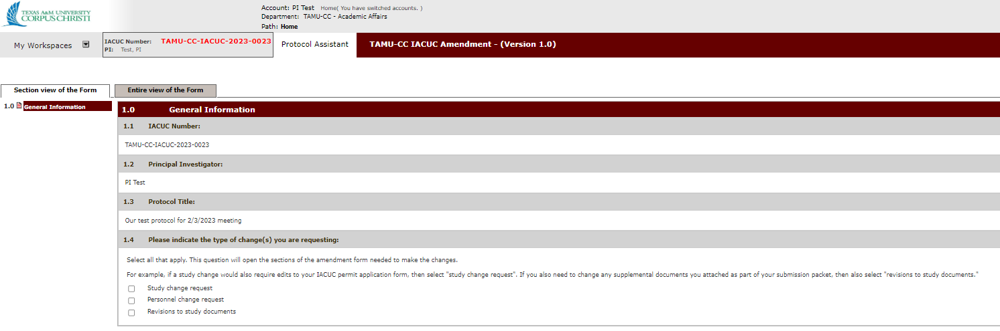 TEXAS A&M UNIVERSITY
CORPUS CHRISTI
Account: PI Test Home( You have switched accounts. )
Department: TAMU-CC - Academic Affairs
Path: Home
My Workspaces
IACUC Number: TAMU-CC-IACUC-2023-0023
PI: Test, PI
Protocol Assistant
TAMU-CC IACUC Amendment - (Version 1.0)
Section view of the Form
Entire view of the Form
1.0 General Information
1.0 General Information
1.1 IACUC Number:
TAMU-CC-IACUC-2023-0023
1.2 Principal Investigator:
PI Test
1.3 Protocol Title:
Our test protocol for 2/3/2023 meeting
1.4 Please indicate the type of change(s) you are requesting:
Select all that apply. This question will open the sections of the amendment form needed to make the changes.
For example, if a study change would also require edits to your IACUC permit application form, then select "study change request". If you also need to change any supplemental documents you attached as part of your submission packet, then also select "revisions to study documents."*
Study change request
Personnel change request
Revisions to study documents